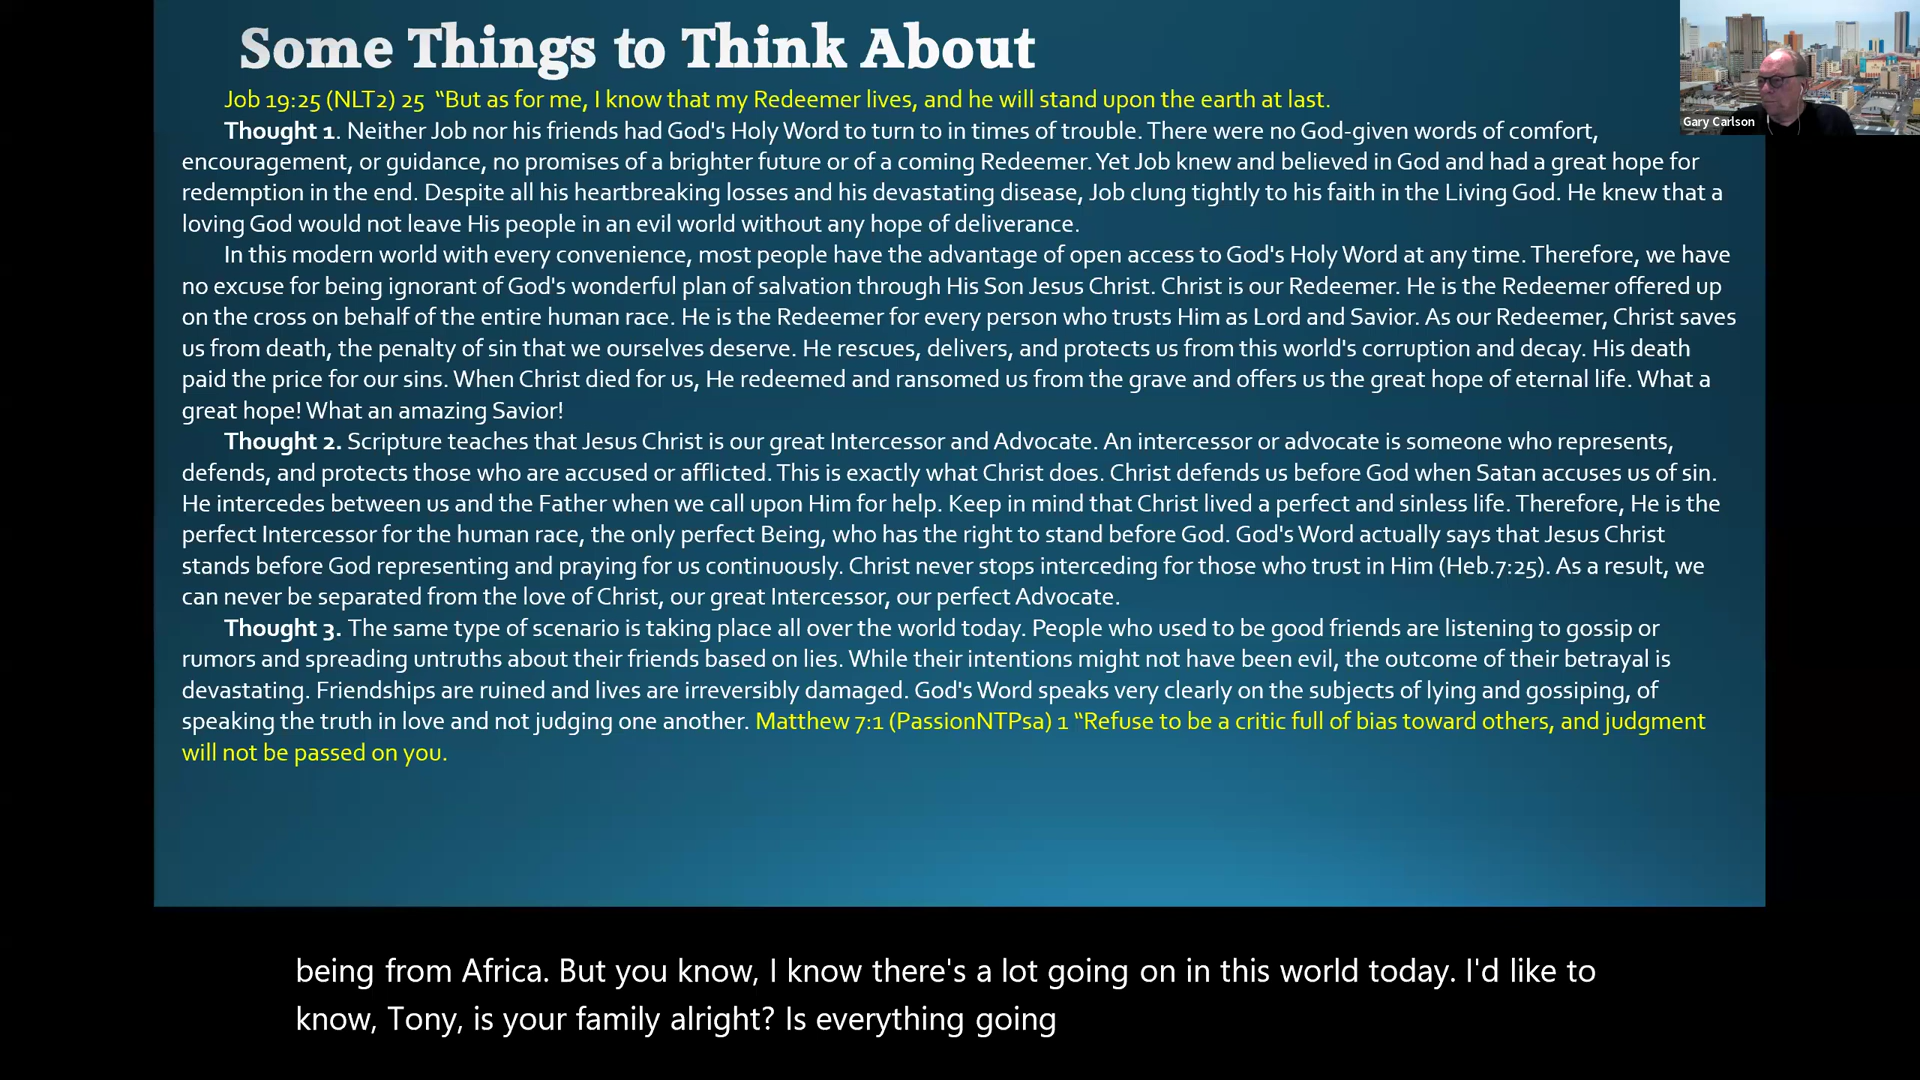 Some Things to Think About
Job 19:25 (NLT2) 25 “But as for me, I know that my Redeemer lives, and he will stand upon the earth at last.
Thought 1. Neither Job nor his friends had God's Holy Word to turn to in times of trouble. There were no God-given words of comfort,
encouragement, or guidance, no promises of a brighter future or of a coming Redeemer. Yet Job knew and believed in God and had a great hope for
redemption in the end. Despite all his heartbreaking losses and his devastating disease, Job clung tightly to his faith in the Living God. He knew that a
loving God would not leave His people in an evil world without any hope of deliverance.
In this modern world with every convenience, most people have the advantage of open access to God's Holy Word at any time. Therefore, we have
no excuse for being ignorant of God's wonderful plan of salvation through His Son Jesus Christ. Christ is our Redeemer. He is the Redeemer offered up
on the cross on behalf of the entire human race. He is the Redeemer for every person who trusts Him as Lord and Savior. As our Redeemer, Christ saves
us from death, the penalty of sin that we ourselves deserve. He rescues, delivers, and protects us from this world's corruption and decay. His death
paid the price for our sins. When Christ died for us, He redeemed and ransomed us from the grave and offers us the great hope of eternal life. What a
great hope! What an amazing Savior!
Thought 2. Scripture teaches that Jesus Christ is our great Intercessor and Advocate. An intercessor or advocate is someone who represents,
defends, and protects those who are accused or afflicted. This is exactly what Christ does. Christ defends us before God when Satan accuses us of sin.
He intercedes between us and the Father when we call upon Him for help. Keep in mind that Christ lived a perfect and sinless life. Therefore, He is the
perfect Intercessor for the human race, the only perfect Being, who has the right to stand before God. God's Word actually says that Jesus Christ
stands before God representing and praying for us continuously. Christ never stops interceding for those who trust in Him (Heb.7:25). As a result, we
can never be separated from the love of Christ, our great Intercessor, our perfect Advocate.
Thought 3. The same type of scenario is taking place all over the world today. People who used to be good friends are listening to gossip or
rumors and spreading untruths about their friends based on lies. While their intentions might not have been evil, the outcome of their betrayal is
devastating. Friendships are ruined and lives are irreversibly damaged. God's Word speaks very clearly on the subjects of lying and gossiping, of
speaking the truth in love and not judging one another. Matthew 7:1 (PassionNTPsa) 1 “Refuse to be a critic full of bias toward others, and judgment
will not be passed on you.
Gary Carlson
being from Africa. But you know, I know there's a lot going on in this world today. I'd like to
know, Tony, is your family alright? Is everything going